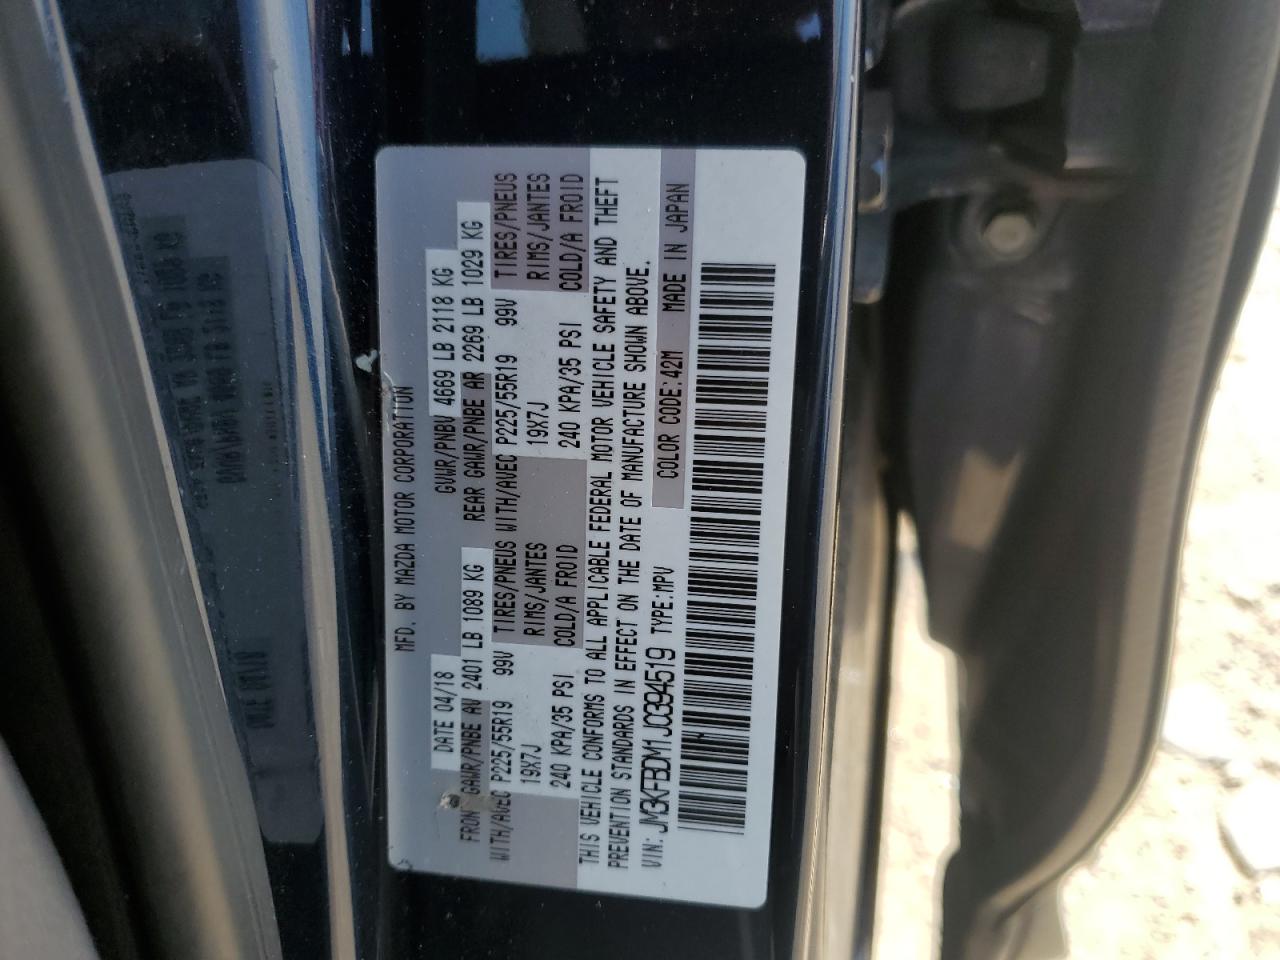 MFD. BY MAZDA MOTOR CORPORATION
DATE 04/18 GVWR/PNBV 4669 LB 2118 KG
FRONT GAWR/PNBE AV 2401 LB 1089 KG REAR GAWR/PNBE AR 2269 LB 1029 KG
WITH/AVEC P225/55R19 99V TIRES/PNEUS WITH/AVEC P225/55R19 99V TIRES/PNEUS
19X7J RIMS/JANTES 19X7J RIMS/JANTES
240 KPA/35 PSI COLD/A FROID 240 KPA/35 PSI COLD/A FROID
THIS VEHICLE CONFORMS TO ALL APPLICABLE FEDERAL MOTOR VEHICLE SAFETY AND THEFT
PREVENTION STANDARDS IN EFFECT ON THE DATE OF MANUFACTURE SHOWN ABOVE.
VIN: JM3KFBDM1J0394519 TYPE:MPV COLOR CODE:42M MADE IN JAPAN